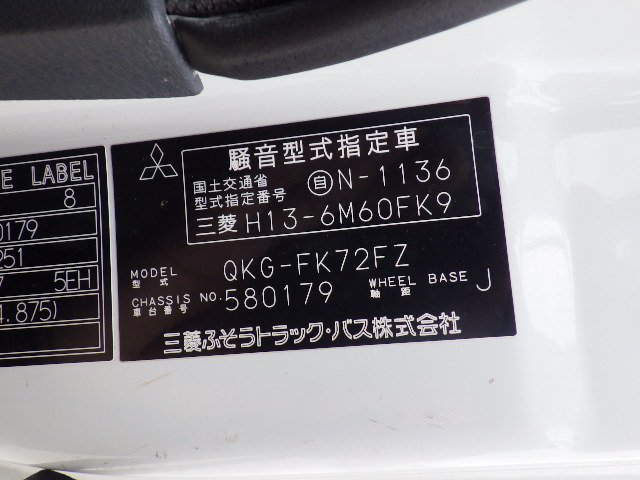 E LABEL
8
0179
251
7 5EH
4.875)
騒音型式指定車
国土交通省
型式指定番号
自 N-1136
三菱 H13-6M60FK9
MODEL
型式
QKG-FK72FZ
CHASSIS NO.
車台番号
580179
WHEEL BASE
軸距
J
三菱ふそうトラック・バス株式会社